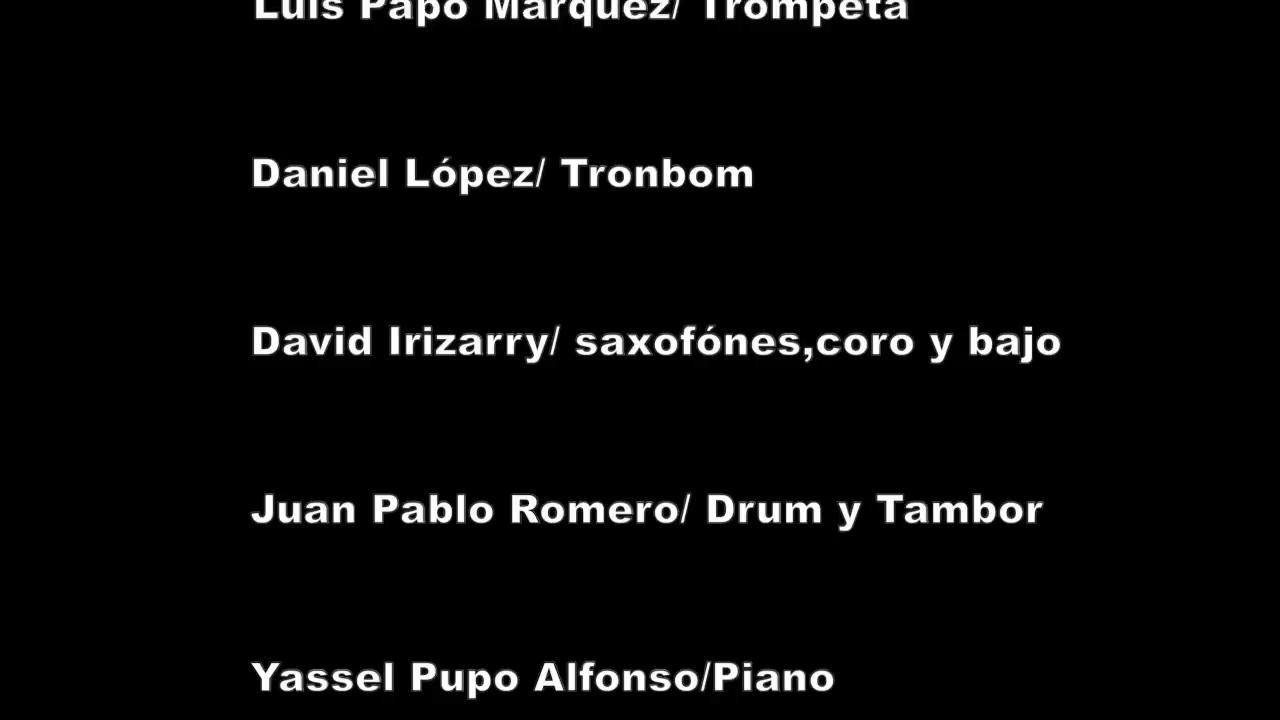 Luis Papo Márquez/ Trompeta
Daniel López/ Tronbom
David Irizarry/ saxofónes,coro y bajo
Juan Pablo Romero/ Drum y Tambor
Yassel Pupo Alfonso/Piano